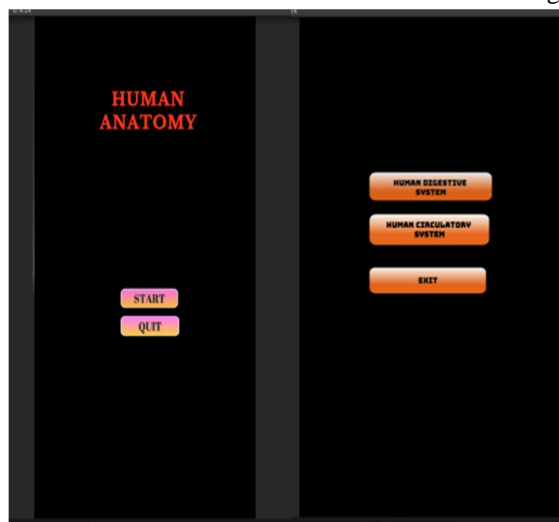 HUMAN
ANATOMY
START
QUIT
HUMAN DIGESTIVE
SYSTEM
HUMAN CIRCULATORY
SYSTEM
EXIT